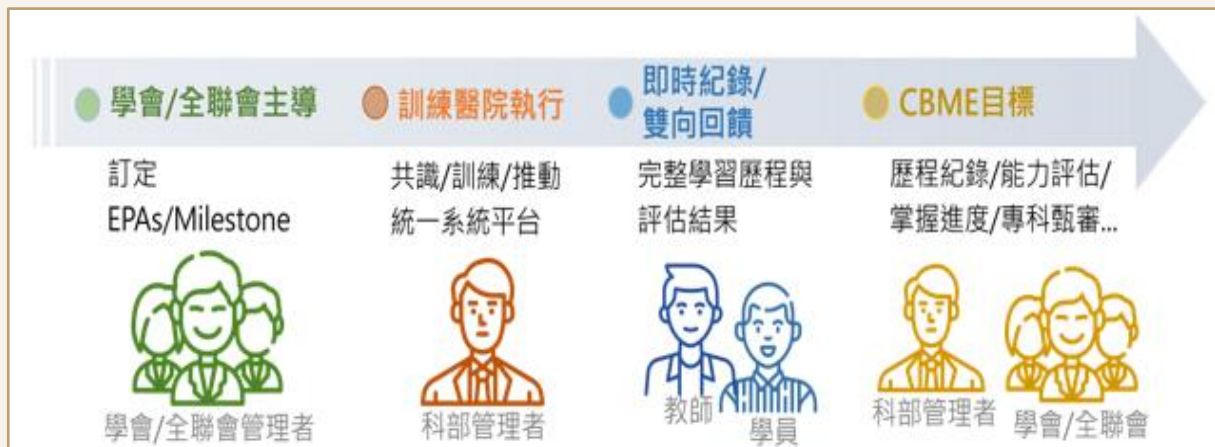 學會/全聯會主導
訂定
EPAs/Milestone
學會/全聯會管理者
訓練醫院執行
共識/訓練/推動
統一系統平台
科部管理者
即時紀錄/
雙向回饋
完整學習歷程與
評估結果
教師
學員
CBME目標
歷程紀錄/能力評估/
掌握進度/專科甄審...
科部管理者
學會/全聯會